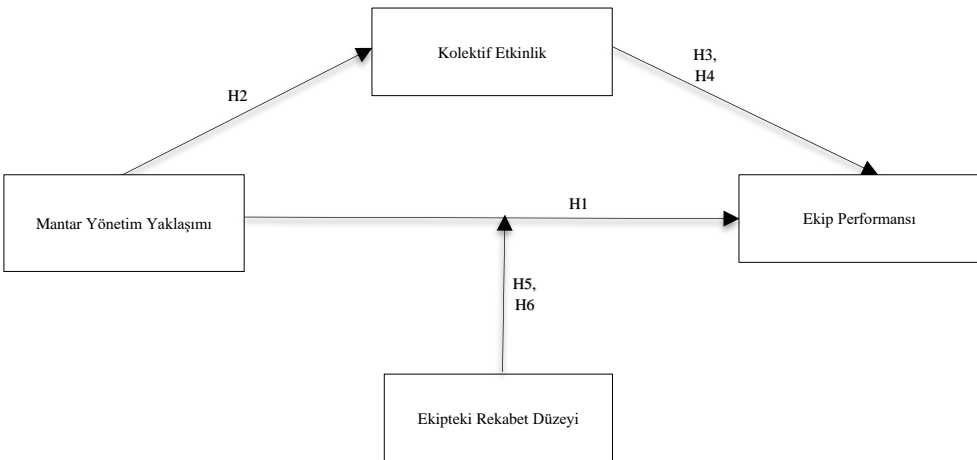 Kolektif Etkinlik
H3,
H4
H2
Mantar Yönetim Yaklaşımı
H1
Ekip Performansı
H5,
H6
Ekipteki Rekabet Düzeyi